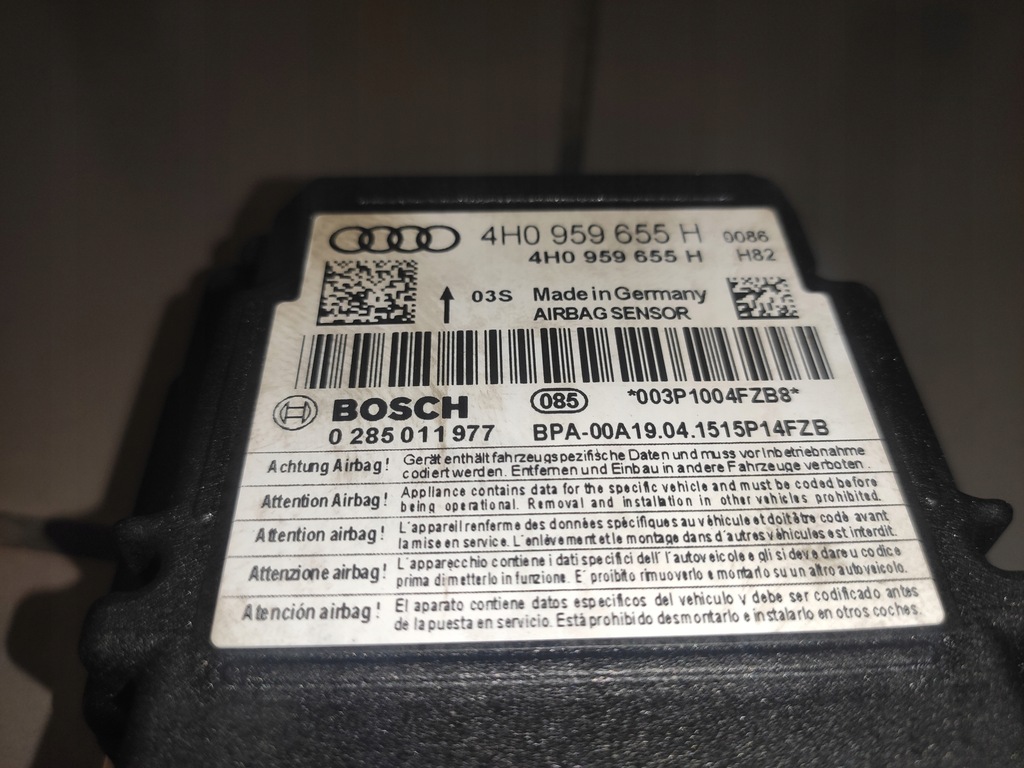 4H0 959 655 H 0086
4H0 959 655 H H82
03S Made in Germany
AIRBAG SENSOR
BOSCH 085 *003P1004FZB8*
0 285 011 977 BPA-00A19.04.1515P14FZB
Achtung Airbag! Gerät enthält fahrzeugspezifische Daten und muss vor Inbetriebnahme
codiert werden. Entfernen und Einbau in andere Fahrzeuge verboten.
Attention Airbag! Appliance contains data for the specific vehicle and must be coded before
being operational. Removal and installation in other vehicles prohibited.
Attention airbag! L'appareil renferme des données spécifiques au véhicule et doit être codé avant
la mise en service. L'enlèvement et le montage dans d'autres véhicules est interdit.
Attenzione airbag! L'apparecchio contiene i dati specifici dell'autoveicolo e gli si deve dare u codice
prima di metterlo in funzione. E' proibito rimuoverlo e montarlo su un altro autoveicolo.
Atención airbag! El aparato contiene datos especificos del vehiculo y debe ser codificado antes
de la puesta en servicio. Está prohibido desmontarlo e instalarlo en otros coches.